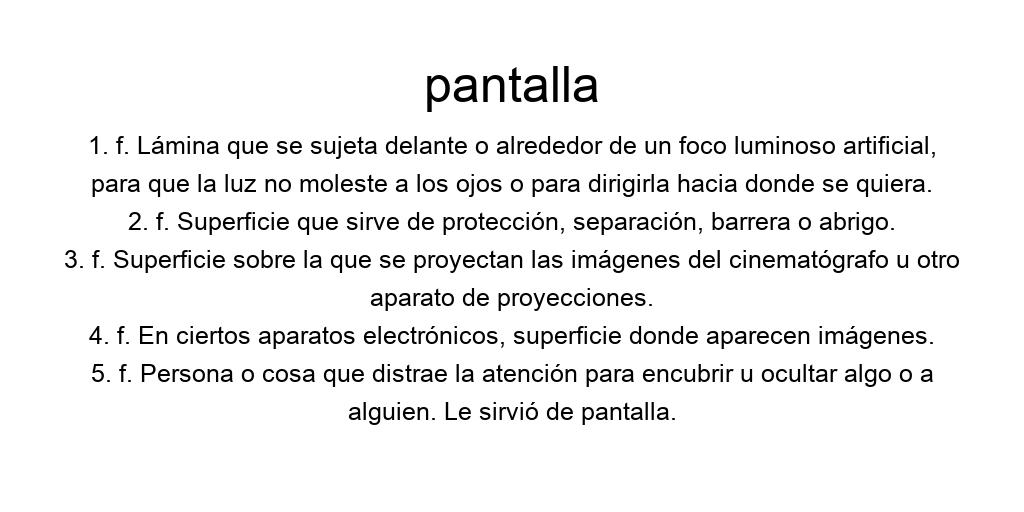 pantalla
1. f. Lámina que se sujeta delante o alrededor de un foco luminoso artificial,
para que la luz no moleste a los ojos o para dirigirla hacia donde se quiera.
2. f. Superficie que sirve de protección, separación, barrera o abrigo.
3. f. Superficie sobre la que se proyectan las imágenes del cinematógrafo u otro
aparato de proyecciones.
4. f. En ciertos aparatos electrónicos, superficie donde aparecen imágenes.
5. f. Persona o cosa que distrae la atención para encubrir u ocultar algo o a
alguien. Le sirvió de pantalla.